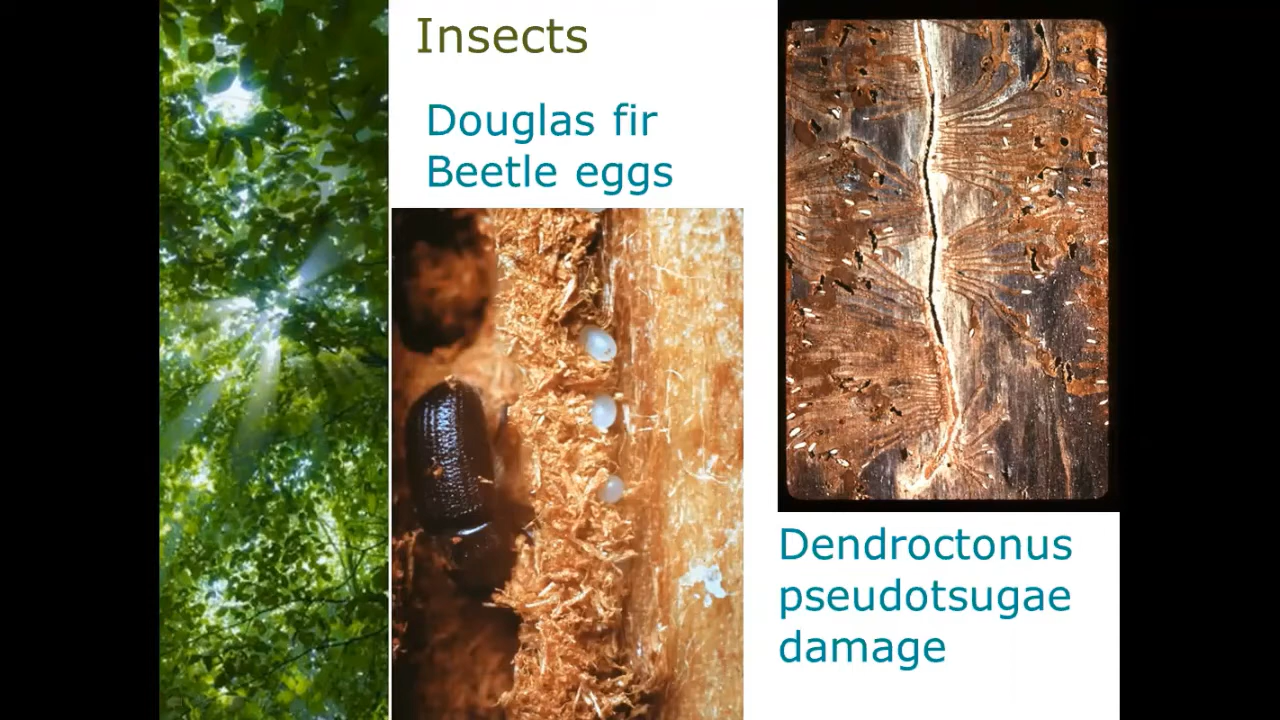 Insects
Douglas fir
Beetle eggs
Dendroctonus
pseudotsugae
damage